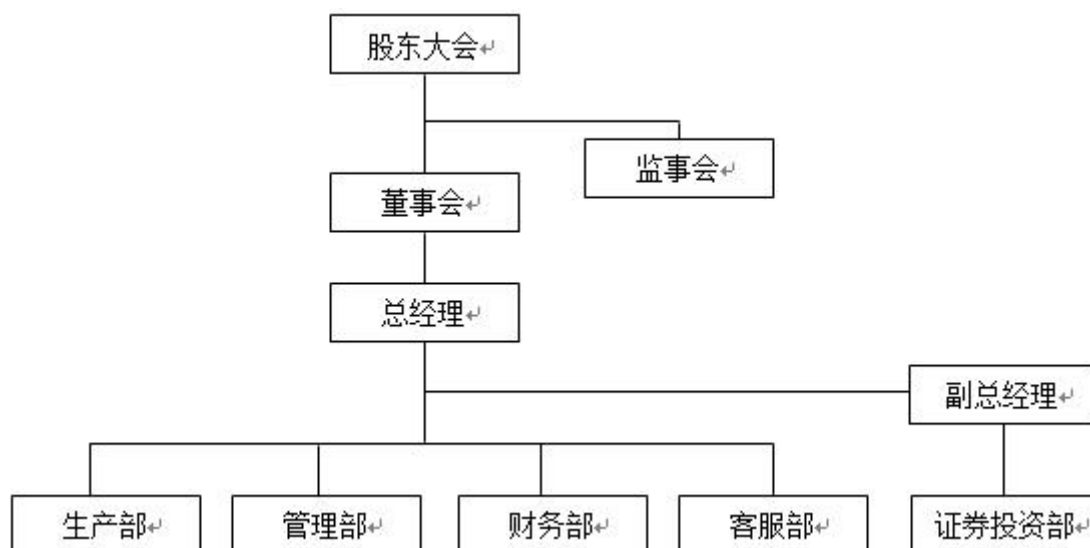 股东大会
监事会
董事会
总经理
副总经理
生产部
管理部
财务部
客服部
证券投资部